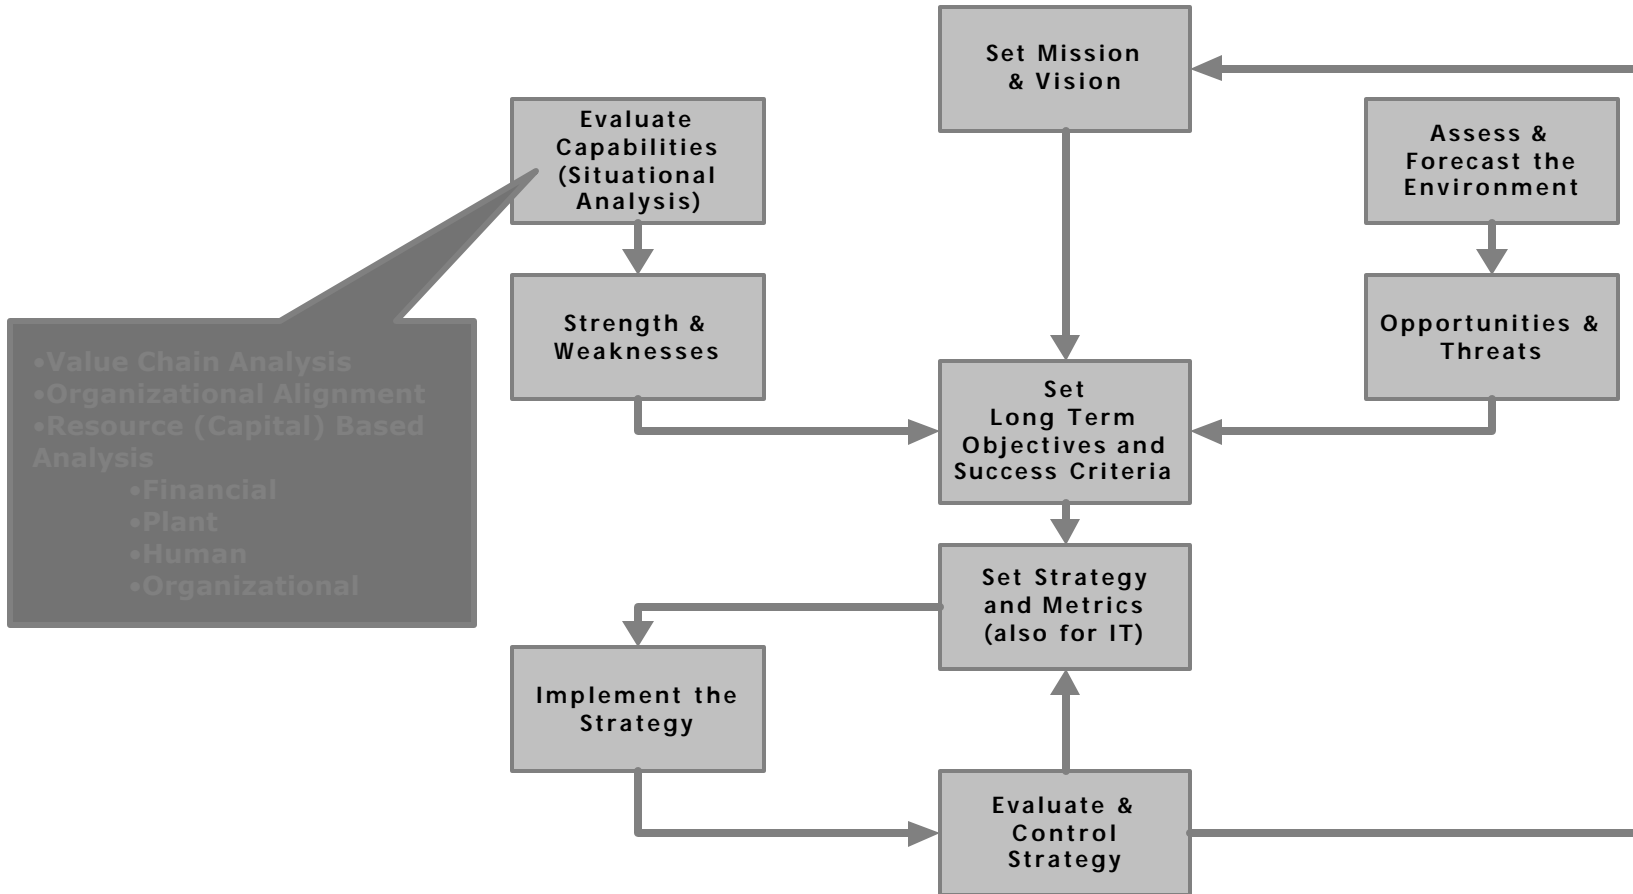 Set Mission
& Vision
Evaluate
Capabilities
(Situational
Analysis)
Assess &
Forecast the
Environment
Strength &
Weaknesses
Opportunities &
Threats
•Value Chain Analysis
•Organizational Alignment
•Resource (Capital) Based
Analysis
•Financial
•Plant
•Human
•Organizational
Set
Long Term
Objectives and
Success Criteria
Set Strategy
and Metrics
(also for IT)
Implement the
Strategy
Evaluate &
Control
Strategy